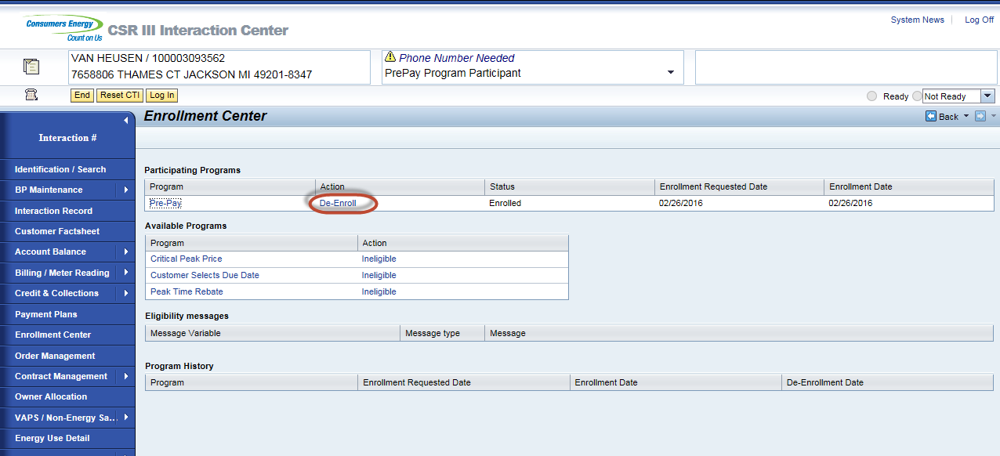 System News
Log Off
Consumers Energy
Count on Us
CSR III Interaction Center
VAN HEUSEN / 100003093562
7658806 THAMES CT JACKSON MI 49201-8347
Phone Number Needed
PrePay Program Participant
End
Reset CTI
Log In
Ready
Not Ready
Interaction #
Identification / Search
BP Maintenance
Interaction Record
Customer Factsheet
Account Balance
Billing / Meter Reading
Credit & Collections
Payment Plans
Enrollment Center
Order Management
Contract Management
Owner Allocation
VAPS / Non-Energy Sa...
Energy Use Detail
Enrollment Center
Back
Participating Programs
Program Action Status Enrollment Requested Date Enrollment Date
Pre-Pay De-Enroll Enrolled 02/26/2016 02/26/2016
Available Programs
Program Action
Critical Peak Price Ineligible
Customer Selects Due Date Ineligible
Peak Time Rebate Ineligible
Eligibility messages
Message Variable Message type Message
Program History
Program Enrollment Requested Date Enrollment Date De-Enrollment Date